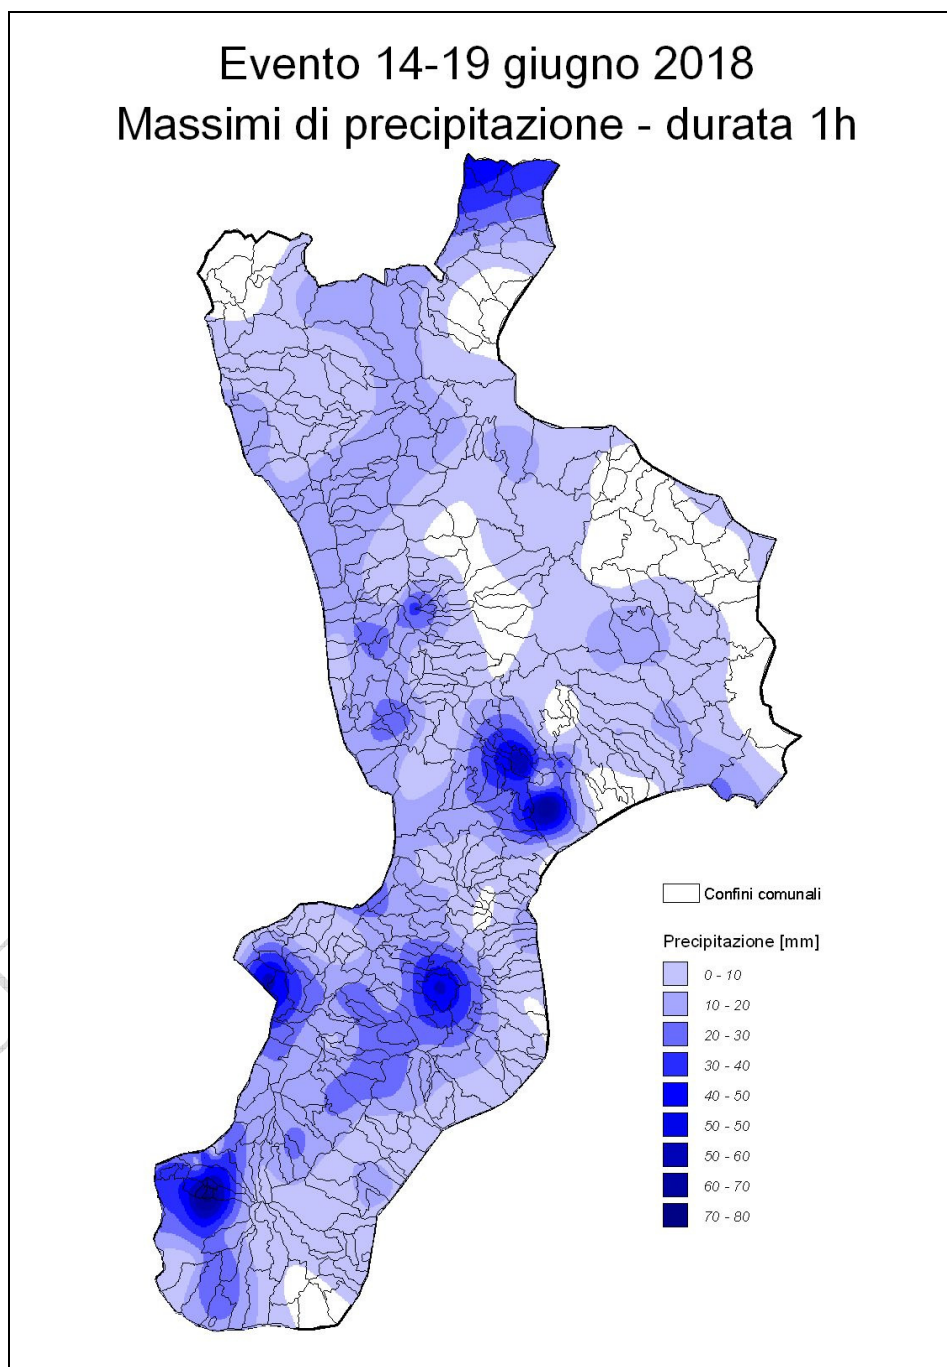 Evento 14-19 giugno 2018
Massimi di precipitazione - durata 1h
Confini comunali
Precipitazione [mm]
0 - 10
10 - 20
20 - 30
30 - 40
40 - 50
50 - 50
50 - 60
60 - 70
70 - 80